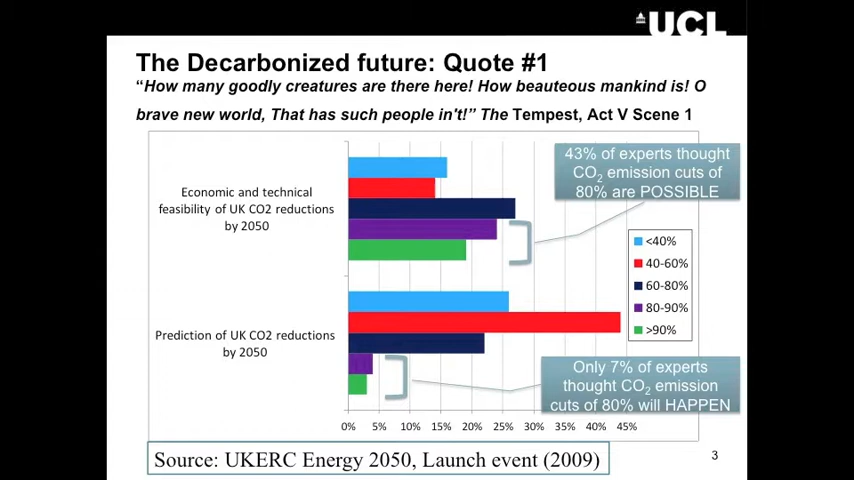 UCL
The Decarbonized future: Quote #1
“How many goodly creatures are there here! How beauteous mankind is! O
brave new world, That has such people in't!” The Tempest, Act V Scene 1
43% of experts thought
CO2 emission cuts of
80% are POSSIBLE
Economic and technical
feasibility of UK CO2 reductions
by 2050
<40%
40-60%
60-80%
80-90%
>90%
Prediction of UK CO2 reductions
by 2050
Only 7% of experts
thought CO2 emission
cuts of 80% will HAPPEN
0% 5% 10% 15% 20% 25% 30% 35% 40% 45%
Source: UKERC Energy 2050, Launch event (2009)
3